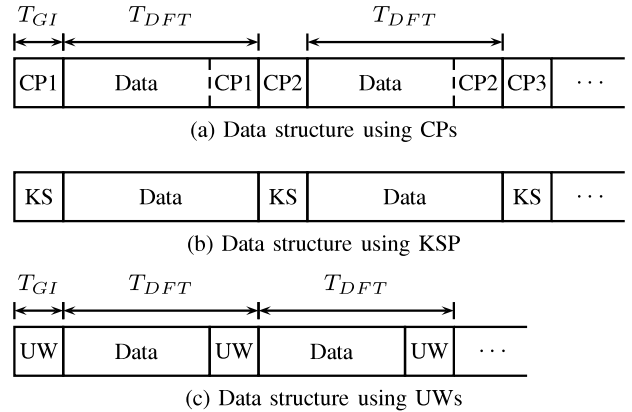 T_GI T_DFT T_DFT
CP1 Data CP1 CP2 Data CP2 CP3 ···
(a) Data structure using CPs
KS Data KS Data KS ···
(b) Data structure using KSP
T_GI T_DFT T_DFT
UW Data UW Data UW ···
(c) Data structure using UWs